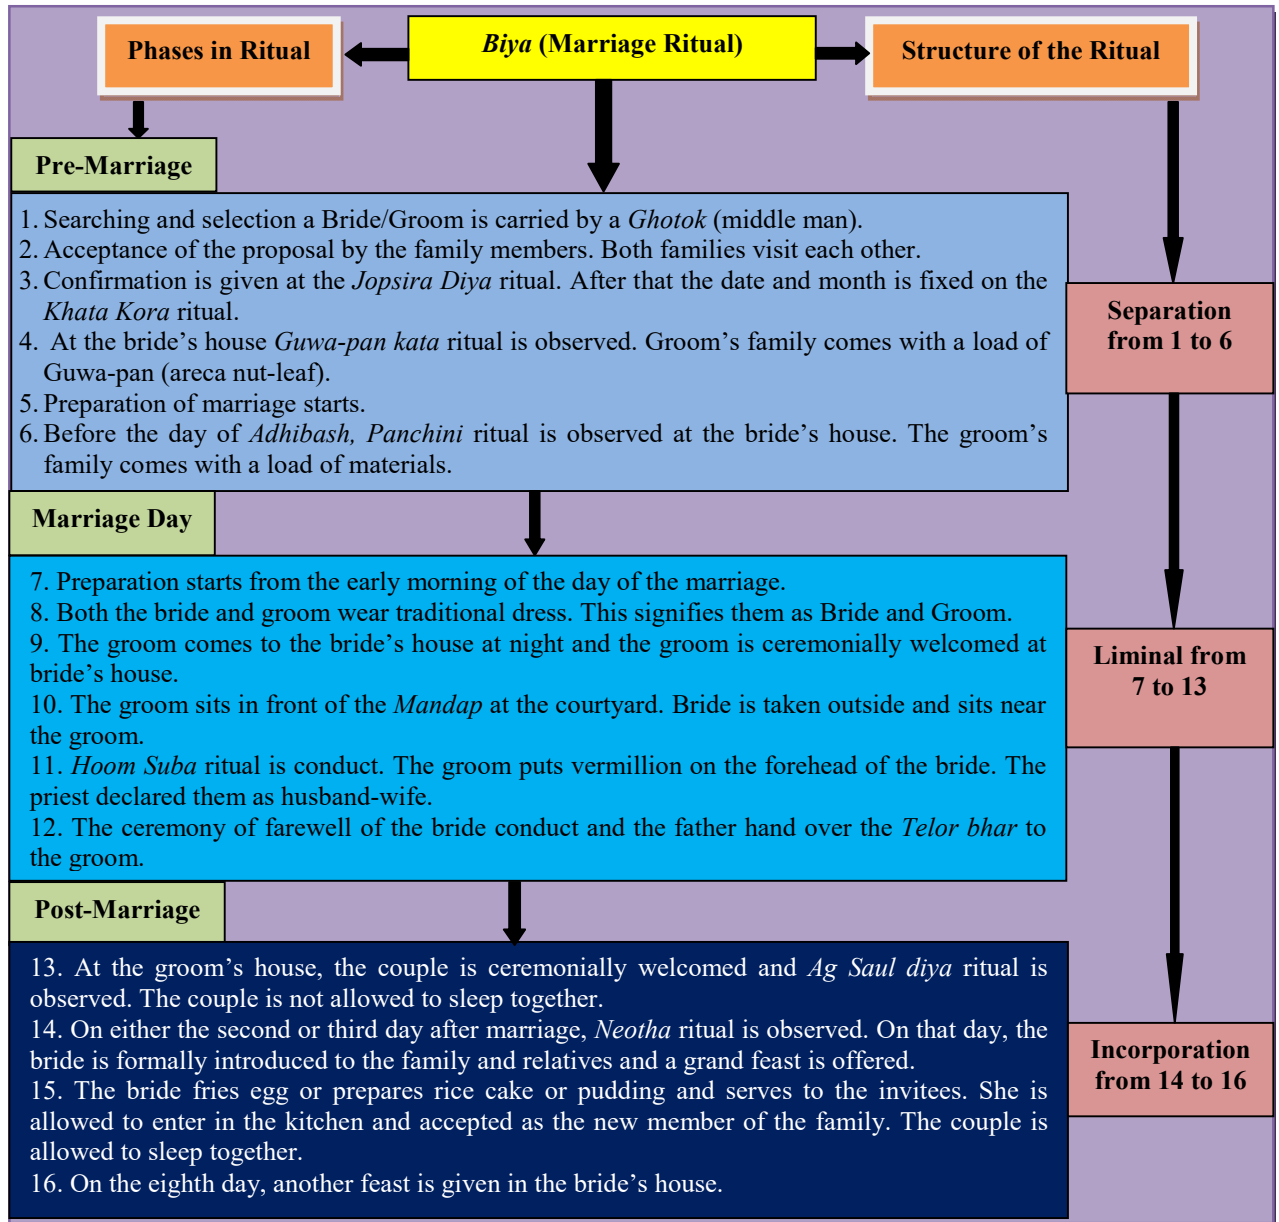 Phases in Ritual
Biya (Marriage Ritual)
Structure of the Ritual
Pre-Marriage
1. Searching and selection a Bride/Groom is carried by a Ghotok (middle man).
2. Acceptance of the proposal by the family members. Both families visit each other.
3. Confirmation is given at the Jopsira Diya ritual. After that the date and month is fixed on the
Khata Kora ritual.
4. At the bride’s house Guwa-pan kata ritual is observed. Groom’s family comes with a load of
Guwa-pan (areca nut-leaf).
5. Preparation of marriage starts.
6. Before the day of Adhibash, Panchini ritual is observed at the bride’s house. The groom’s
family comes with a load of materials.
Separation
from 1 to 6
Marriage Day
7. Preparation starts from the early morning of the day of the marriage.
8. Both the bride and groom wear traditional dress. This signifies them as Bride and Groom.
9. The groom comes to the bride’s house at night and the groom is ceremonially welcomed at
bride’s house.
10. The groom sits in front of the Mandap at the courtyard. Bride is taken outside and sits near
the groom.
11. Hoom Suba ritual is conduct. The groom puts vermillion on the forehead of the bride. The
priest declared them as husband-wife.
12. The ceremony of farewell of the bride conduct and the father hand over the Telor bhar to
the groom.
Liminal from
7 to 13
Post-Marriage
13. At the groom’s house, the couple is ceremonially welcomed and Ag Saul diya ritual is
observed. The couple is not allowed to sleep together.
14. On either the second or third day after marriage, Neotha ritual is observed. On that day, the
bride is formally introduced to the family and relatives and a grand feast is offered.
15. The bride fries egg or prepares rice cake or pudding and serves to the invitees. She is
allowed to enter in the kitchen and accepted as the new member of the family. The couple is
allowed to sleep together.
16. On the eighth day, another feast is given in the bride’s house.
Incorporation
from 14 to 16